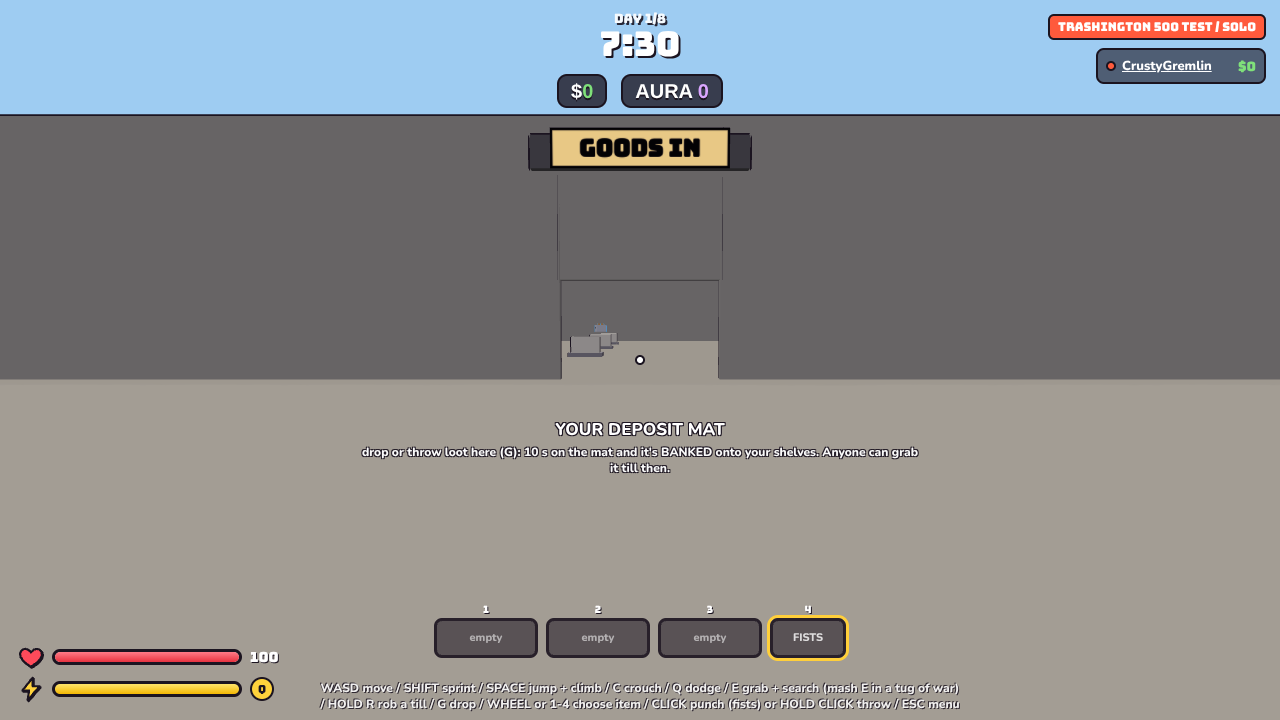 DAY 1/8
7:30
$0
AURA 0
TRASHINGTON 500 TEST / SOLO
CrustyGremlin $0
GOODS IN
YOUR DEPOSIT MAT
drop or throw loot here (G): 10 s on the mat and it's BANKED onto your shelves. Anyone can grab
it till then.
1 2 3 4
empty empty empty FISTS
100
0
WASD move / SHIFT sprint / SPACE jump + climb / C crouch / Q dodge / E grab + search (mash E in a tug of war)
/ HOLD R rob a till / G drop / WHEEL or 1-4 choose item / CLICK punch (fists) or HOLD CLICK throw / ESC menu